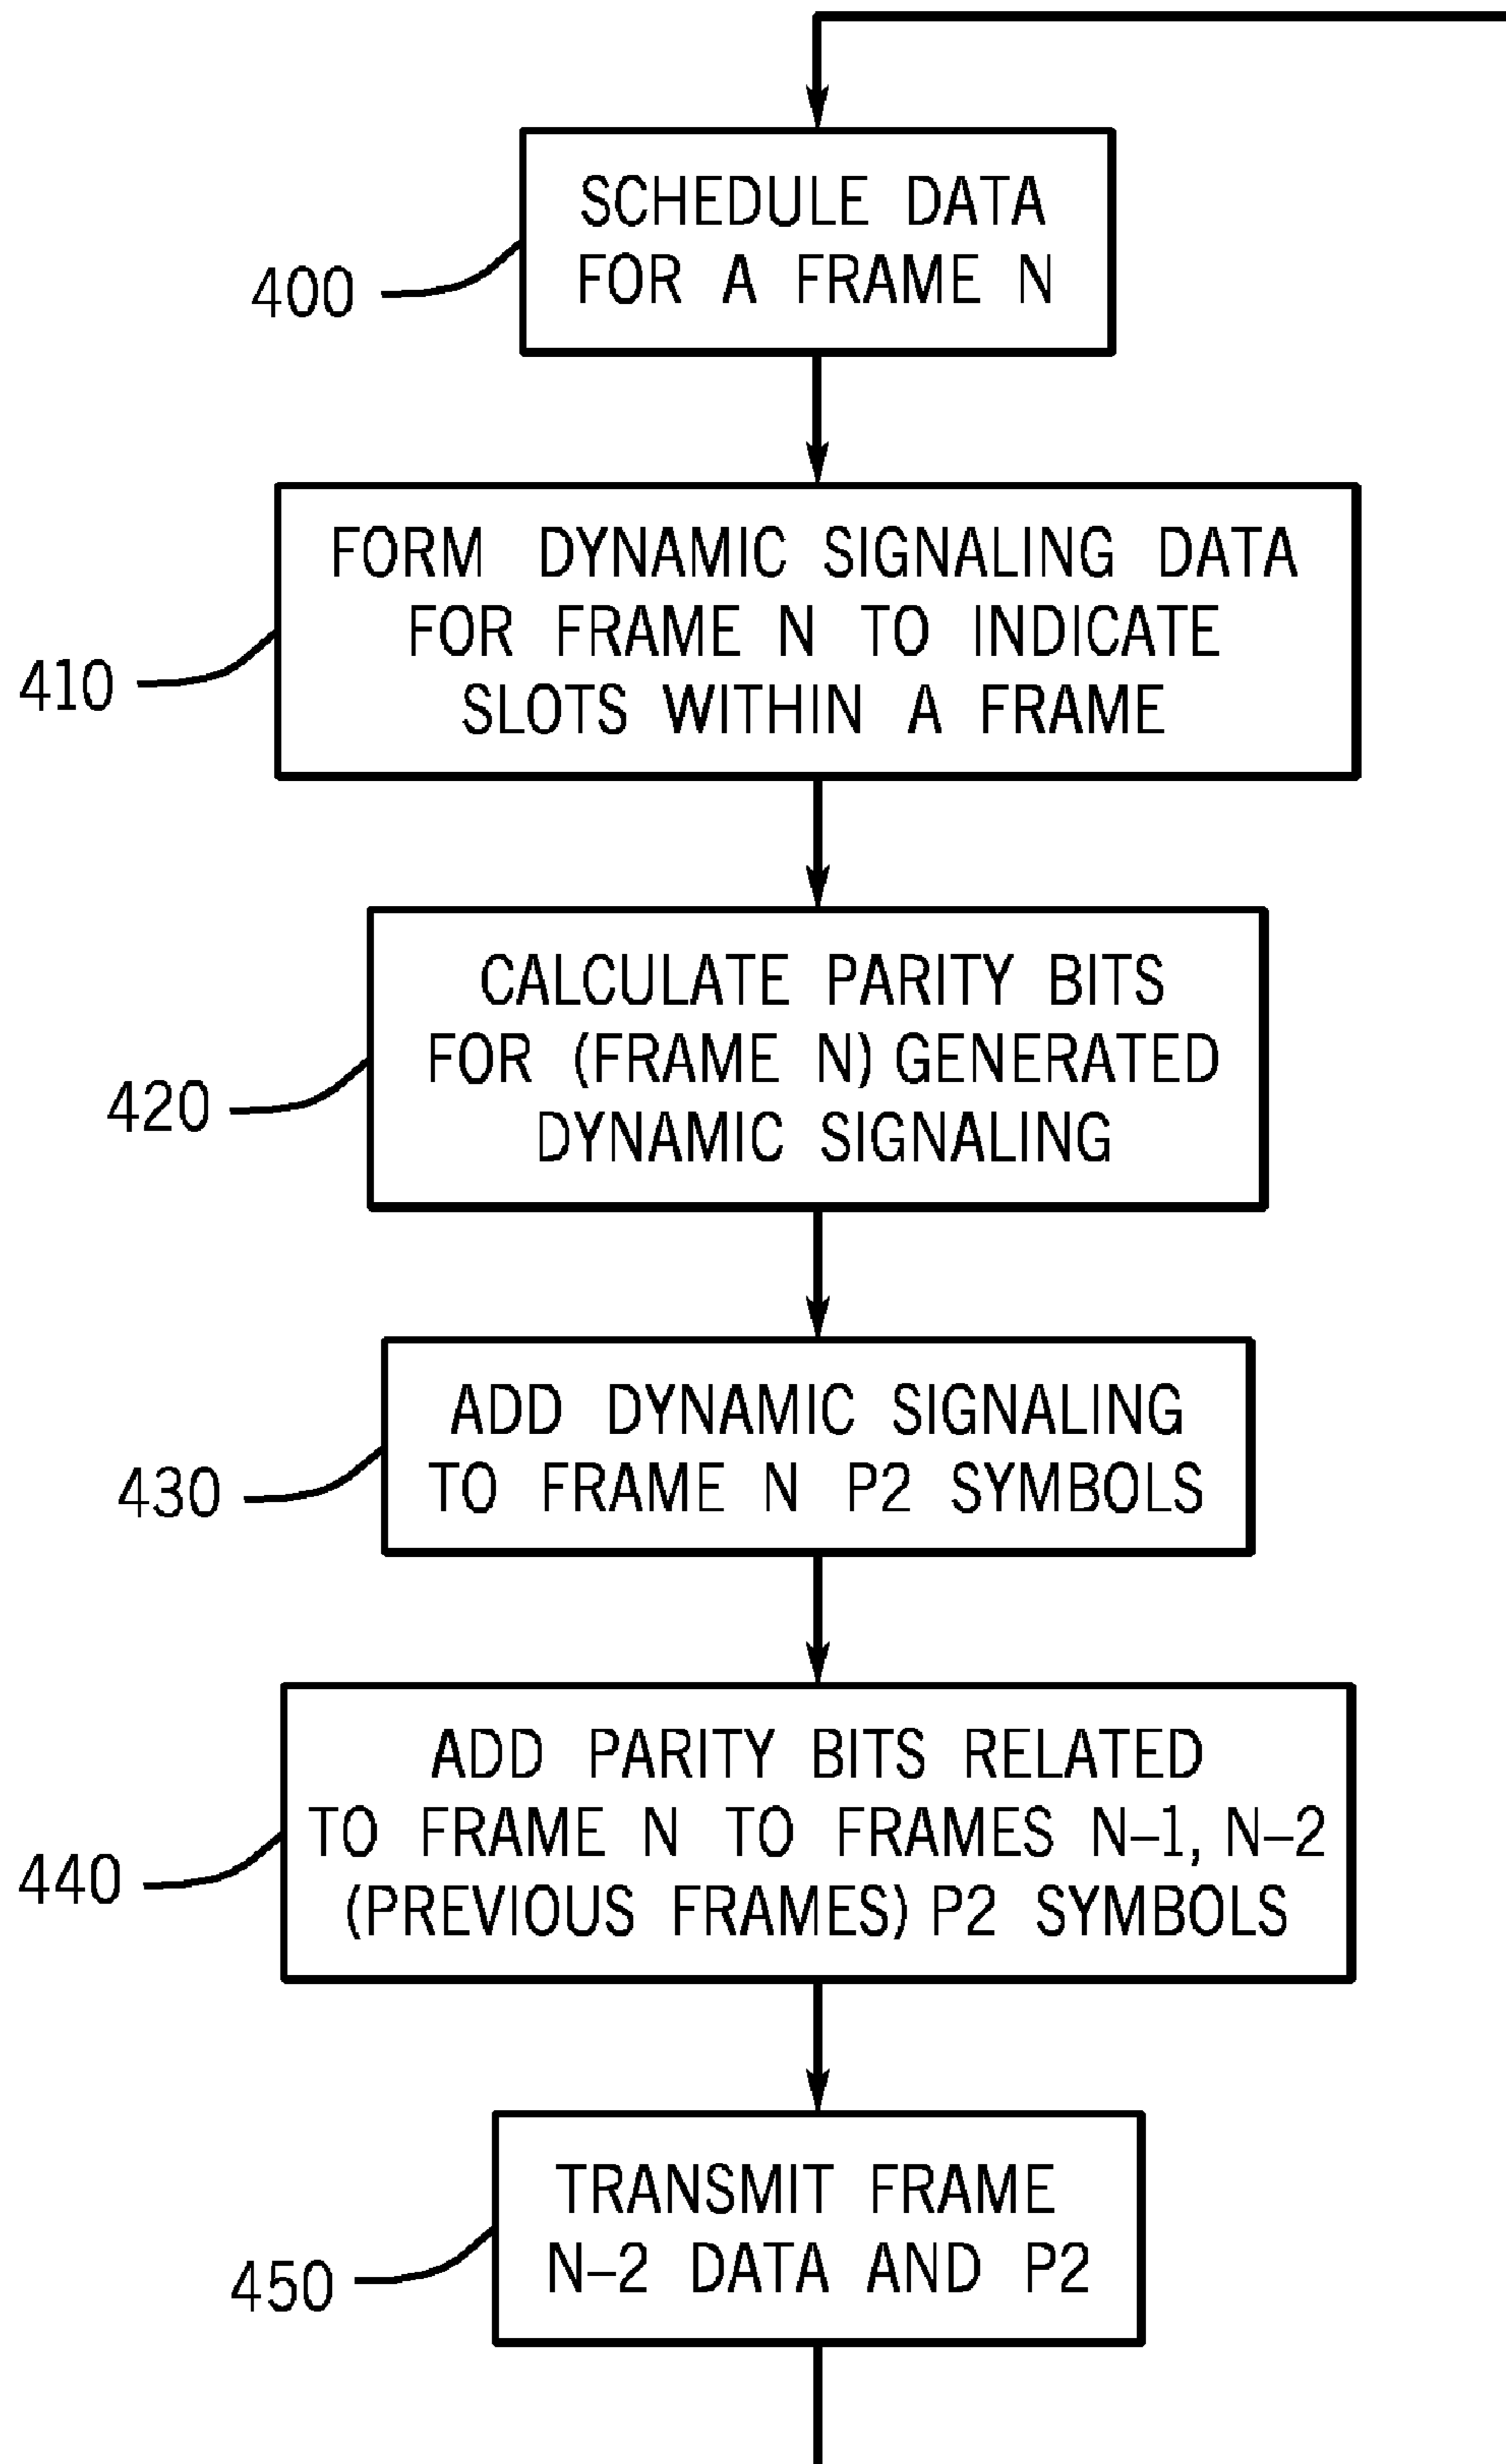 SCHEDULE DATA
FOR A FRAME N
400
FORM DYNAMIC SIGNALING DATA
FOR FRAME N TO INDICATE
SLOTS WITHIN A FRAME
410
CALCULATE PARITY BITS
FOR (FRAME N) GENERATED
DYNAMIC SIGNALING
420
ADD DYNAMIC SIGNALING
TO FRAME N P2 SYMBOLS
430
ADD PARITY BITS RELATED
TO FRAME N TO FRAMES N–1, N–2
(PREVIOUS FRAMES) P2 SYMBOLS
440
TRANSMIT FRAME
N–2 DATA AND P2
450